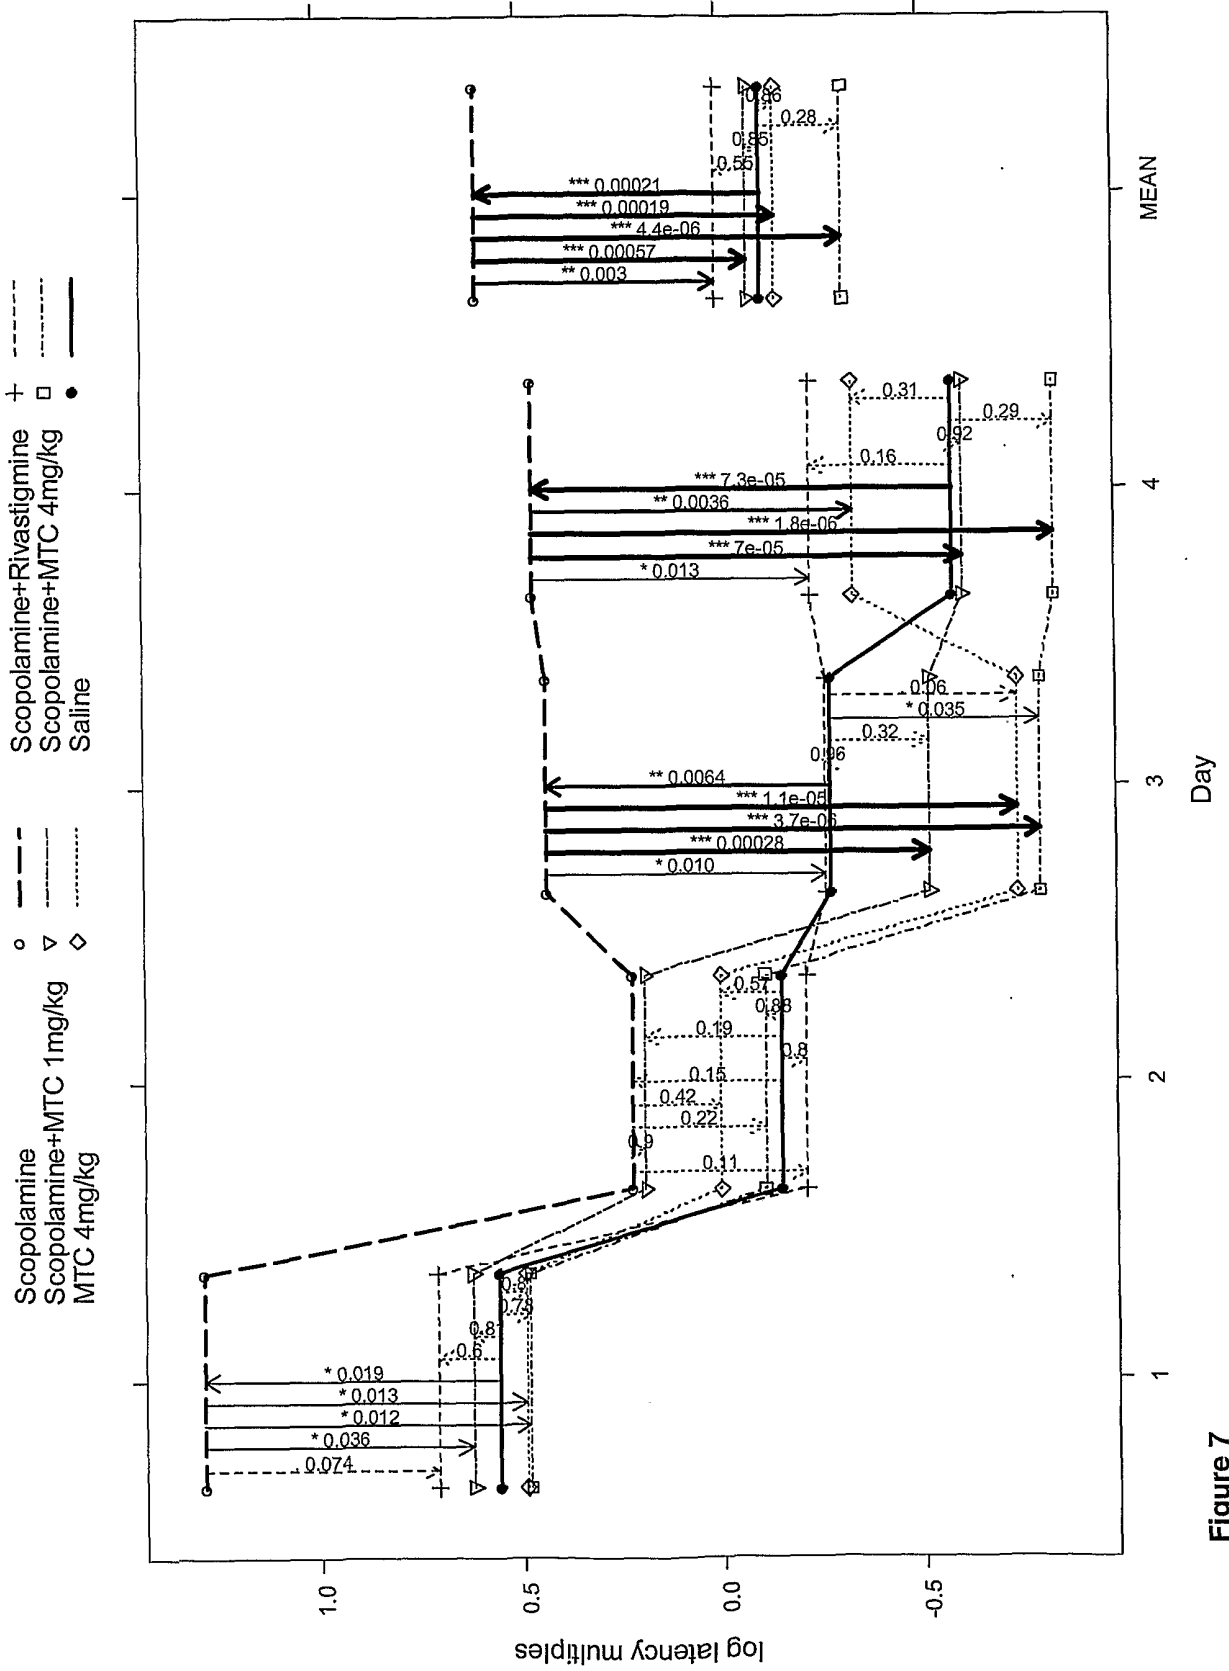 Scopolamine
Scopolamine+MTC 1mg/kg
MTC 4mg/kg
Scopolamine+Rivastigmine
Scopolamine+MTC 4mg/kg
Saline
log latency multiples
1.0
0.5
0.0
-0.5
* 0.019
* 0.013
* 0.012
* 0.036
0.074
0.6
0.15
0.42
0.22
0.9
0.11
0.19
0.8
0.88
0.57
** 0.0064
*** 1.1e-05
*** 3.7e-06
*** 0.00028
* 0.010
0.06
* 0.035
0.32
0.96
*** 7.3e-05
** 0.0036
*** 1.8e-06
*** 7e-05
* 0.013
0.31
0.29
0.92
0.16
*** 0.00021
*** 0.00019
*** 4.4e-06
*** 0.00057
** 0.003
0.86
0.28
0.85
0.55
1
2
3
4
MEAN
Day
Figure 7